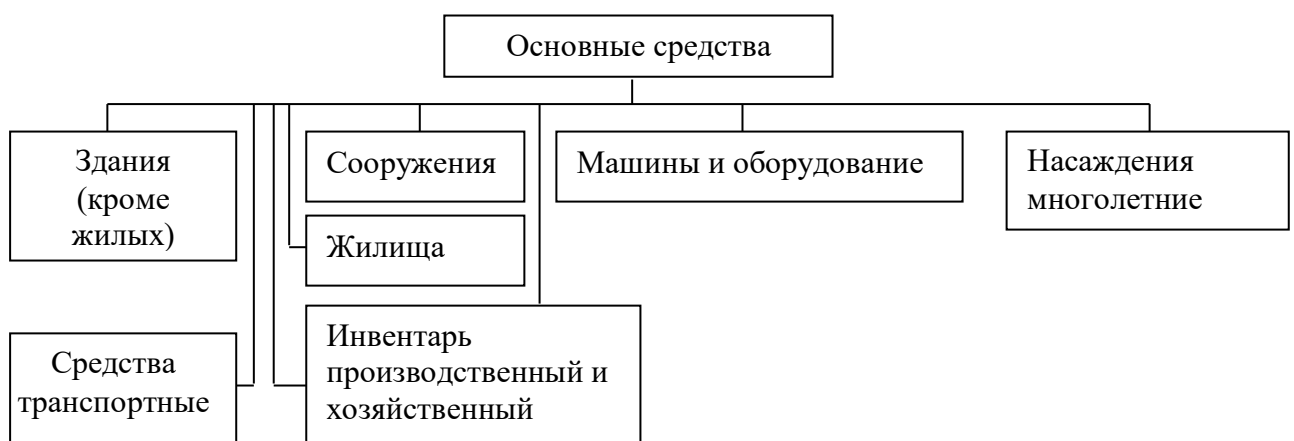 Основные средства
Здания
(кроме
жилых)
Сооружения
Машины и оборудование
Насаждения
многолетние
Жилища
Средства
транспортные
Инвентарь
производственный и
хозяйственный